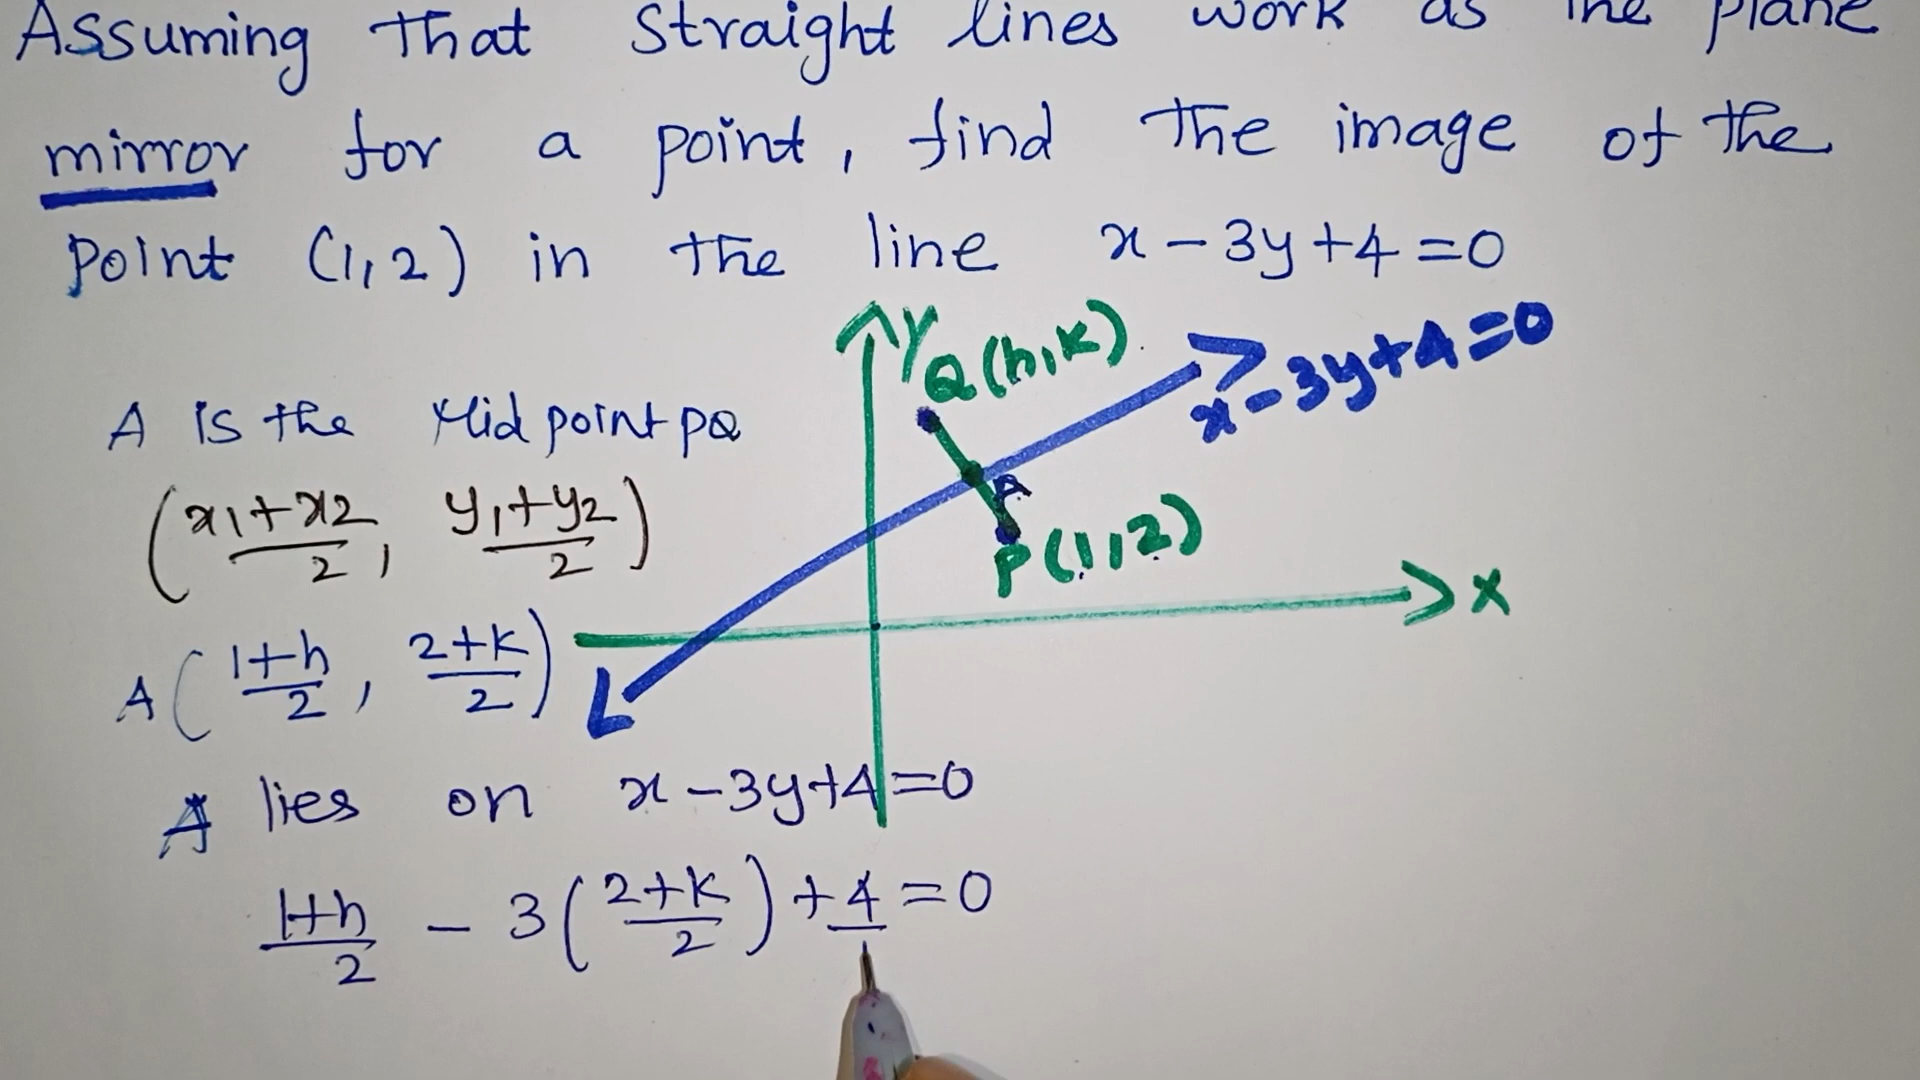 Assuming that straight lines work as the plane
mirror for a point, find the image of the
point (1,2) in the line x-3y+4=0
Y
Q(h,k)
x-3y+4=0
A is the Midpoint PQ
(x1+x2/2, y1+y2/2)
A
P(1,2)
X
A(1+h/2, 2+k/2)
A lies on x-3y+4=0
1+h/2 - 3(2+k/2)+4=0